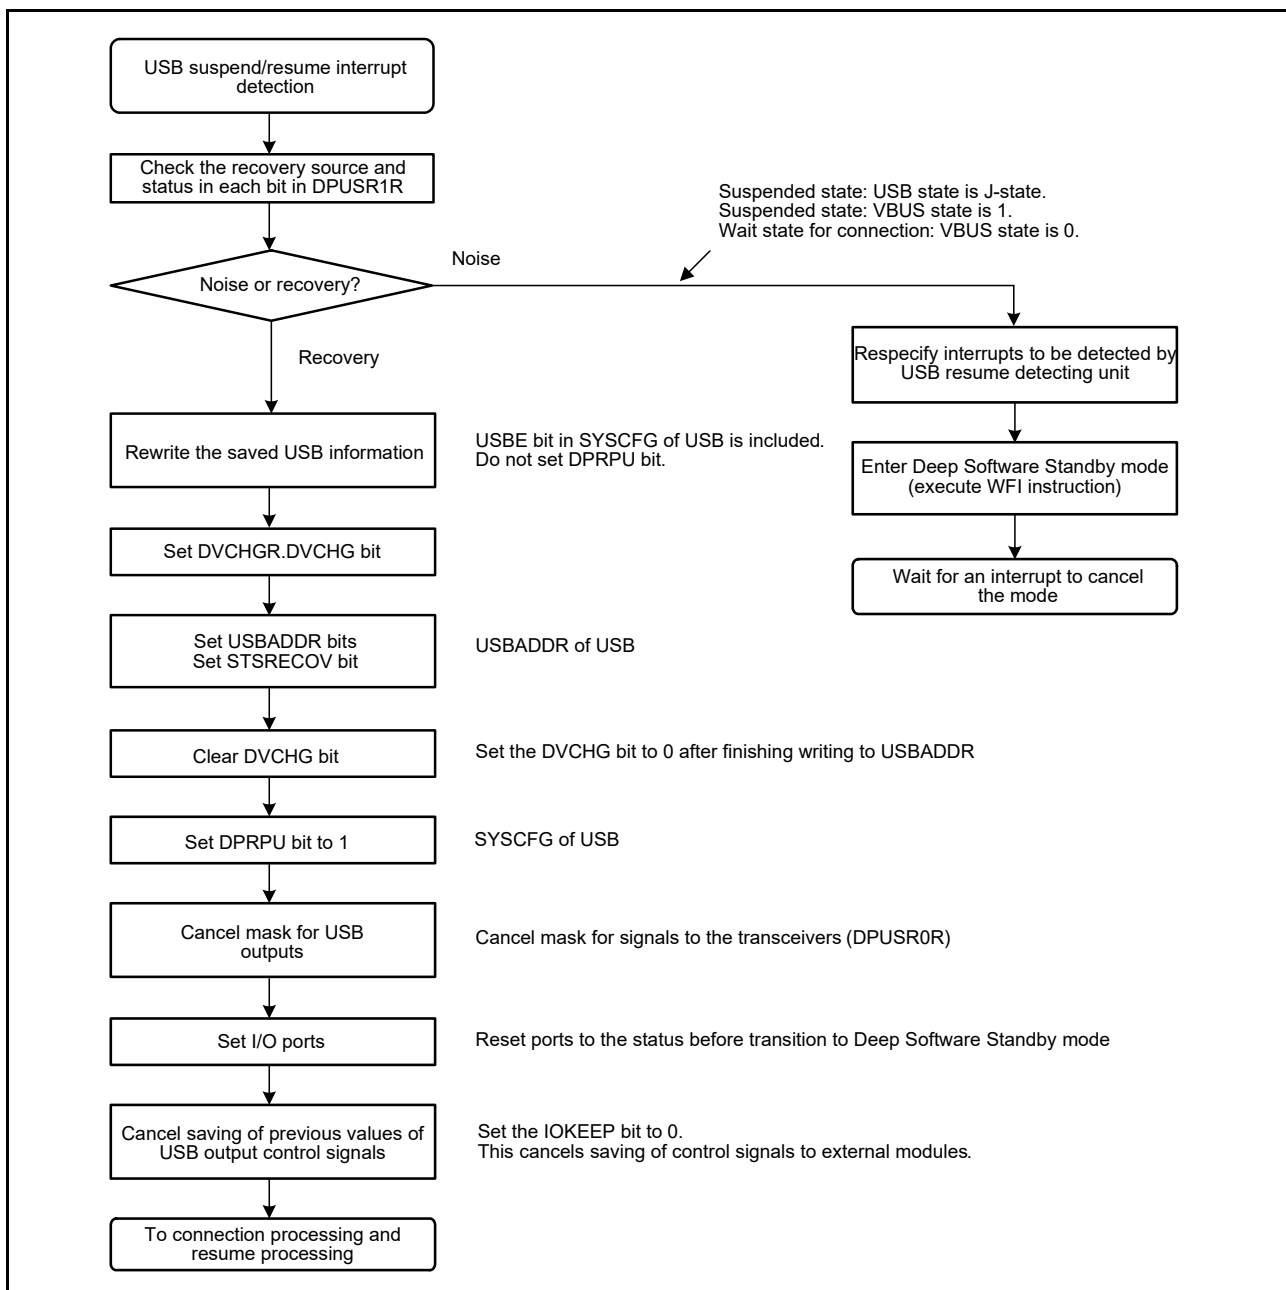 USB suspend/resume interrupt
detection
Check the recovery source and
status in each bit in DPUSR1R
Suspended state: USB state is J-state.
Suspended state: VBUS state is 1.
Wait state for connection: VBUS state is 0.
Noise
Noise or recovery?
Recovery
Respecify interrupts to be detected by
USB resume detecting unit
Enter Deep Software Standby mode
(execute WFI instruction)
Wait for an interrupt to cancel
the mode
Rewrite the saved USB information
USBE bit in SYSCFG of USB is included.
Do not set DPRPU bit.
Set DVCHGR.DVCHG bit
Set USBADDR bits
Set STSRECOV bit
USBADDR of USB
Clear DVCHG bit
Set the DVCHG bit to 0 after finishing writing to USBADDR
Set DPRPU bit to 1
SYSCFG of USB
Cancel mask for USB
outputs
Cancel mask for signals to the transceivers (DPUSR0R)
Set I/O ports
Reset ports to the status before transition to Deep Software Standby mode
Cancel saving of previous values of
USB output control signals
Set the IOKEEP bit to 0.
This cancels saving of control signals to external modules.
To connection processing and
resume processing